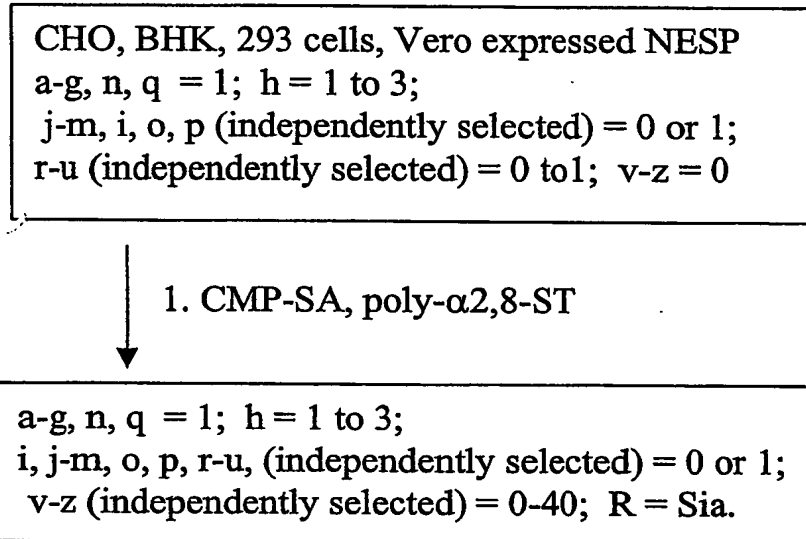 CHO, BHK, 293 cells, Vero expressed NESP
a-g, n, q = 1; h = 1 to 3;
j-m, i, o, p (independently selected) = 0 or 1;
r-u (independently selected) = 0 to1; v-z = 0
1. CMP-SA, poly-α2,8-ST
a-g, n, q = 1; h = 1 to 3;
i, j-m, o, p, r-u, (independently selected) = 0 or 1;
v-z (independently selected) = 0-40; R = Sia.